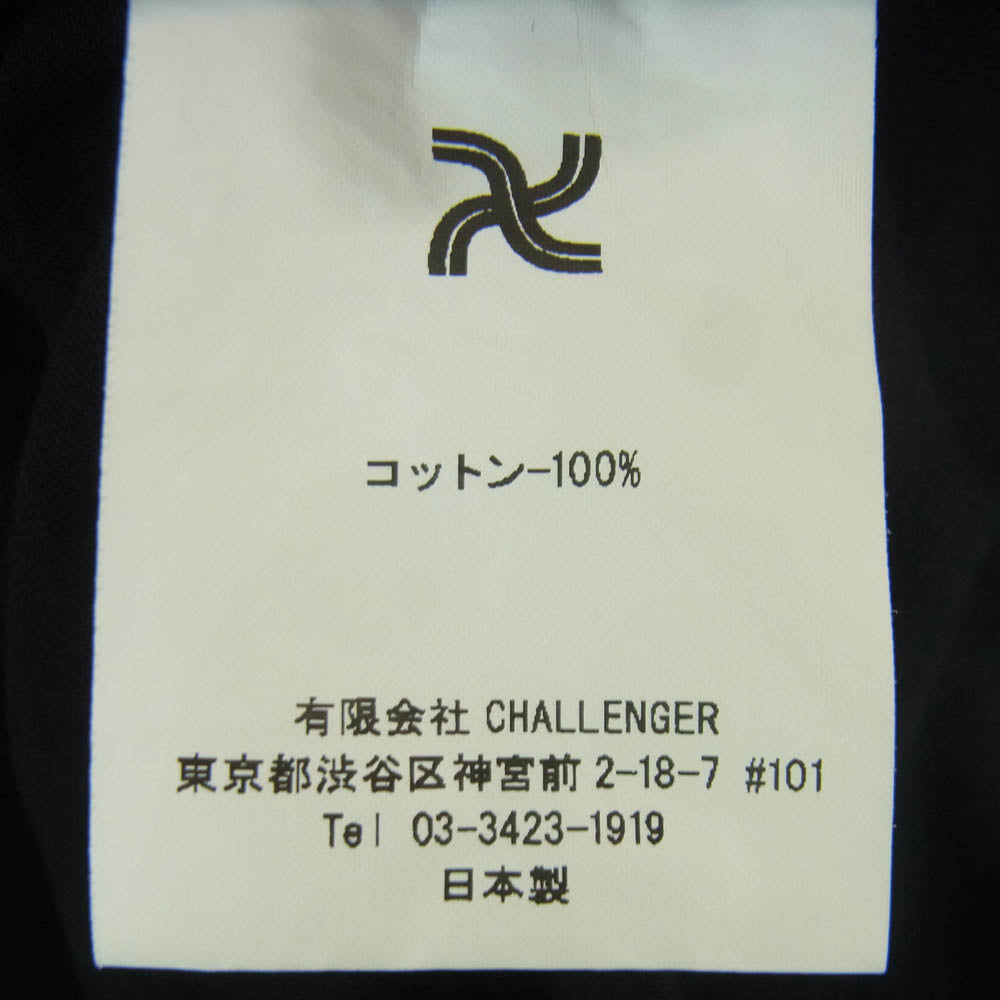 コットン-100%
有限会社 CHALLENGER
東京都渋谷区神宮前 2-18-7 #101
Tel 03-3423-1919
日本製